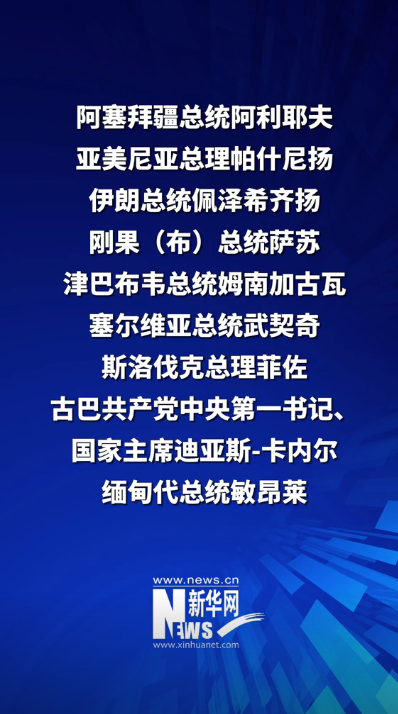 阿塞拜疆总统阿利耶夫
亚美尼亚总理帕什尼扬
伊朗总统佩泽希齐扬
刚果（布）总统萨苏
津巴布韦总统姆南加古瓦
塞尔维亚总统武契奇
斯洛伐克总理菲佐
古巴共产党中央第一书记、
国家主席迪亚斯-卡内尔
缅甸代总统敏昂莱
www.news.cn
新华网
NEWS
www.xinhuanet.com